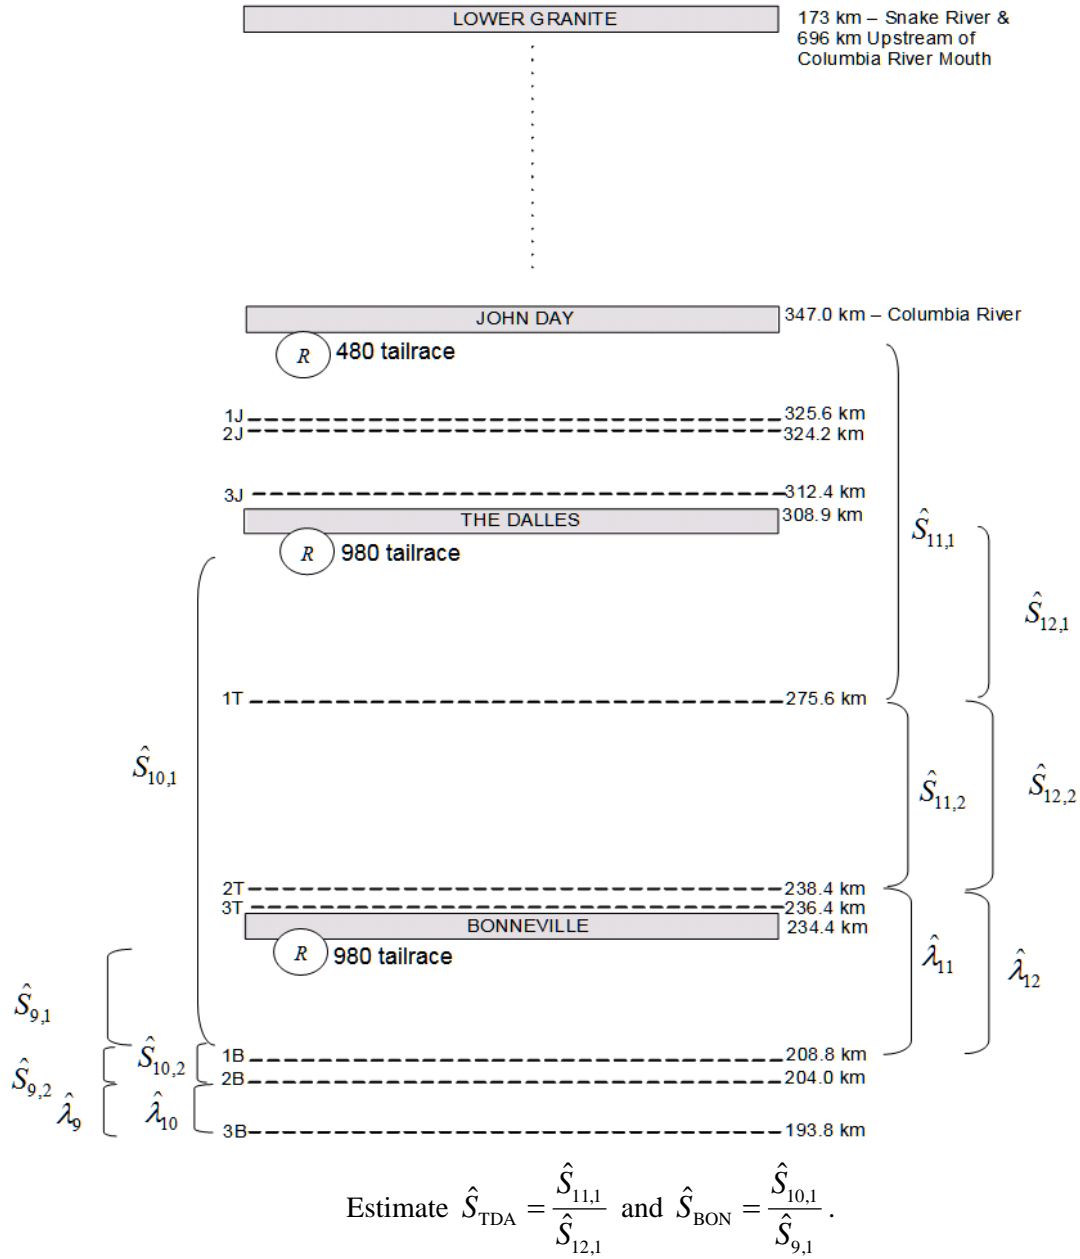 LOWER GRANITE
173 km – Snake River &
696 km Upstream of
Columbia River Mouth
JOHN DAY
347.0 km – Columbia River
R 480 tailrace
1J 325.6 km
2J 324.2 km
3J 312.4 km
THE DALLES
308.9 km
R 980 tailrace
Ŝ11,1
Ŝ12,1
1T 275.6 km
Ŝ10,1
Ŝ11,2
Ŝ12,2
2T 238.4 km
3T 236.4 km
BONNEVILLE
234.4 km
R 980 tailrace
λ̂11
λ̂12
Ŝ9,1
1B 208.8 km
Ŝ10,2
Ŝ9,2
2B 204.0 km
λ̂9
λ̂10
3B 193.8 km
Estimate ŜTDA = Ŝ11,1 / Ŝ12,1 and ŜBON = Ŝ10,1 / Ŝ9,1.